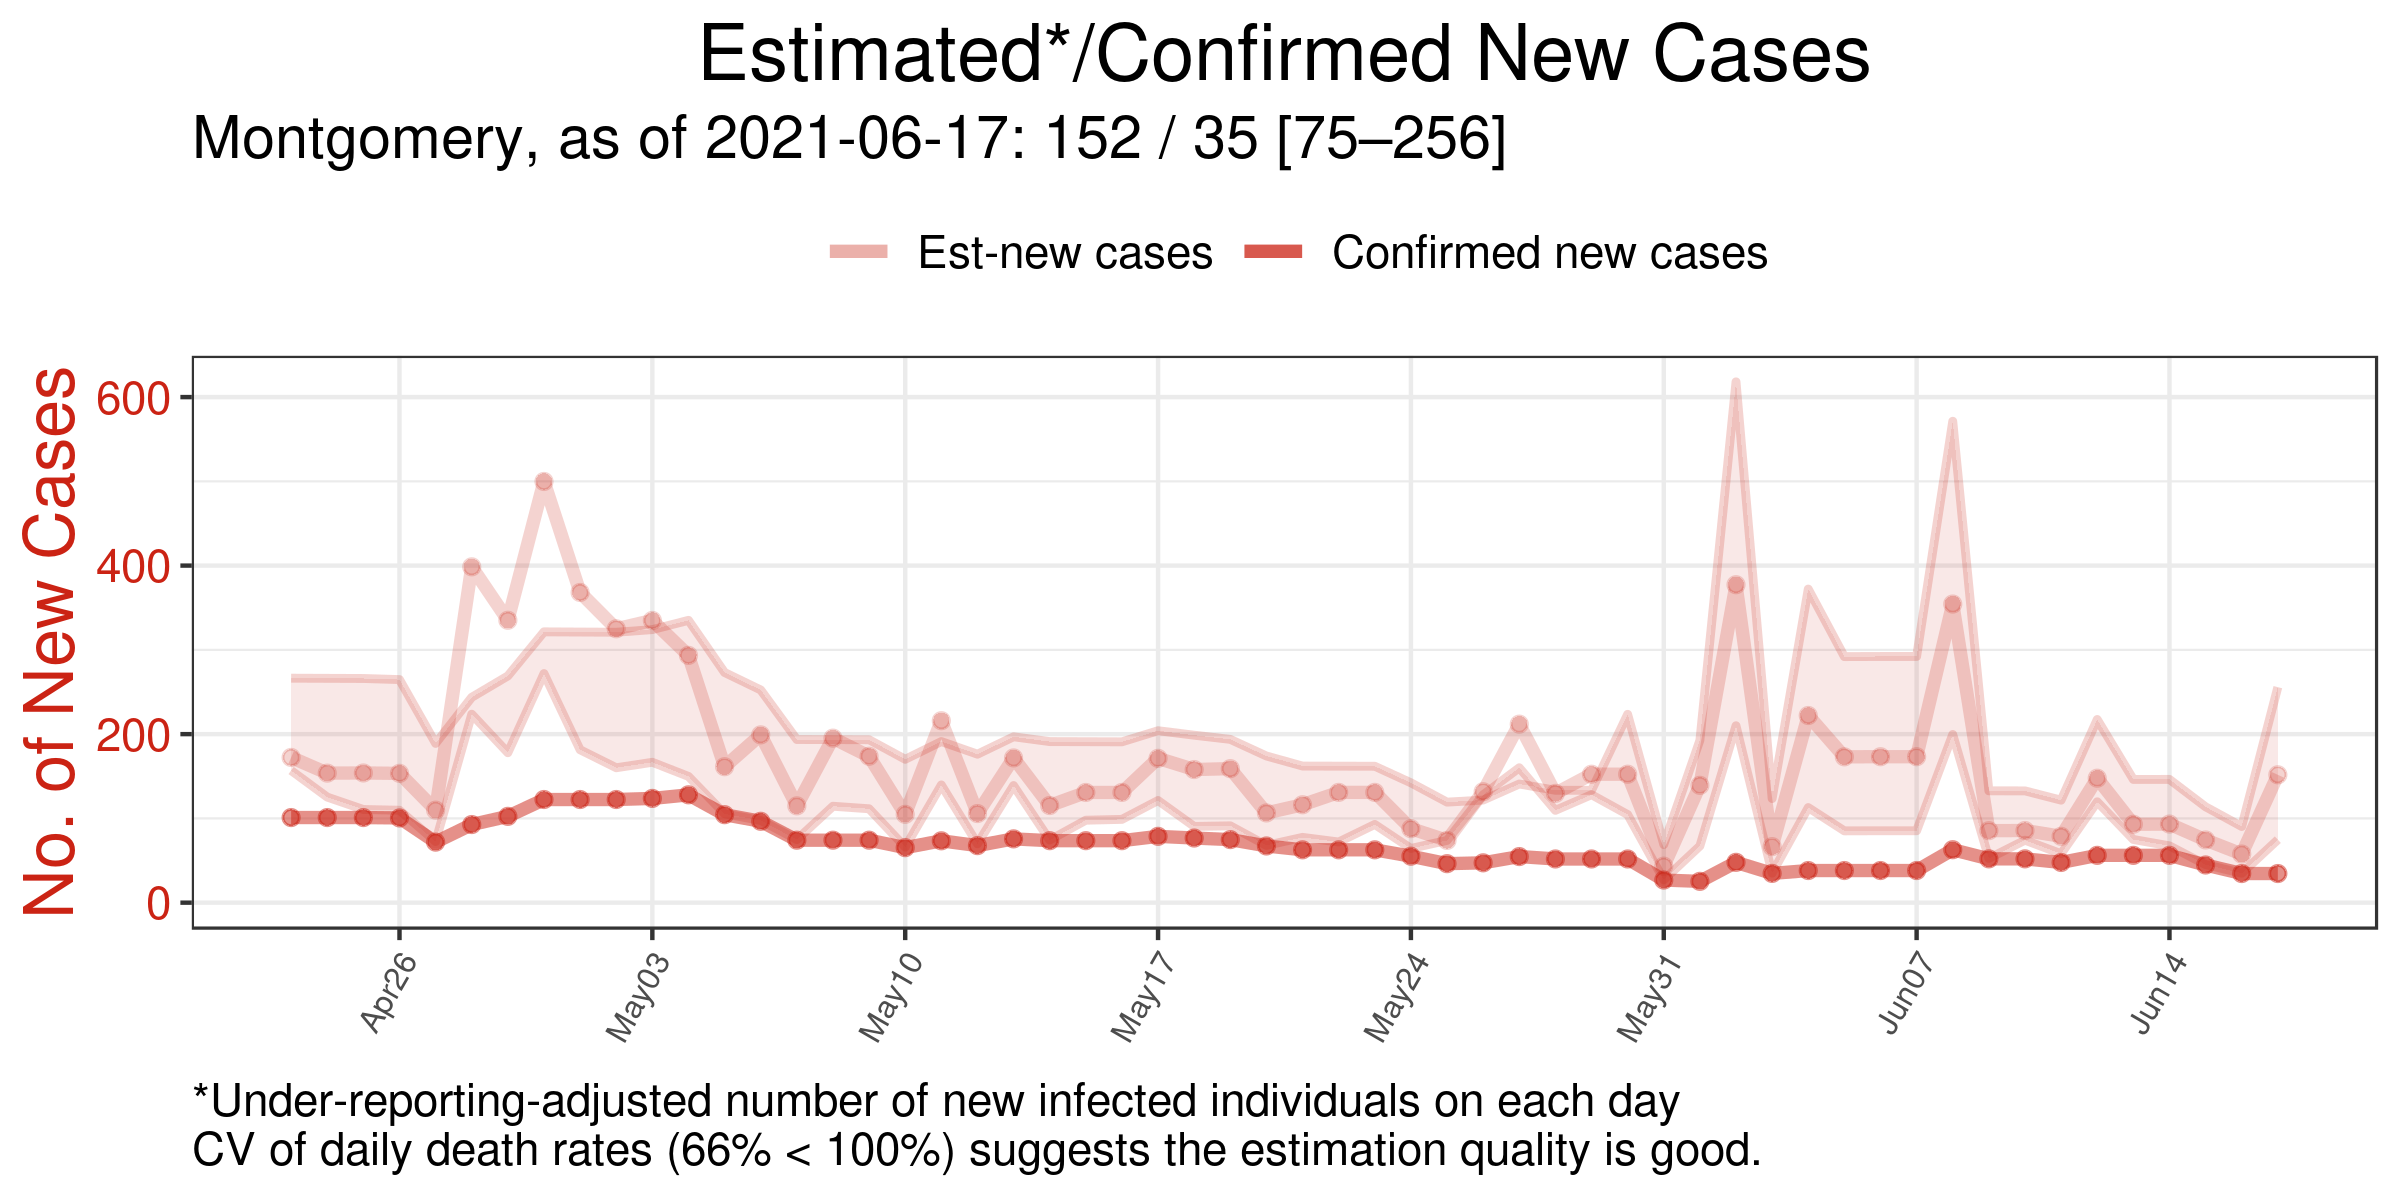 Estimated*/Confirmed New Cases
Montgomery, as of 2021-06-17: 152 / 35 [75–256]
Est-new cases Confirmed new cases
No. of New Cases
600
400
200
0
Apr26 May03 May10 May17 May24 May31 Jun07 Jun14
*Under-reporting-adjusted number of new infected individuals on each day
CV of daily death rates (66% < 100%) suggests the estimation quality is good.